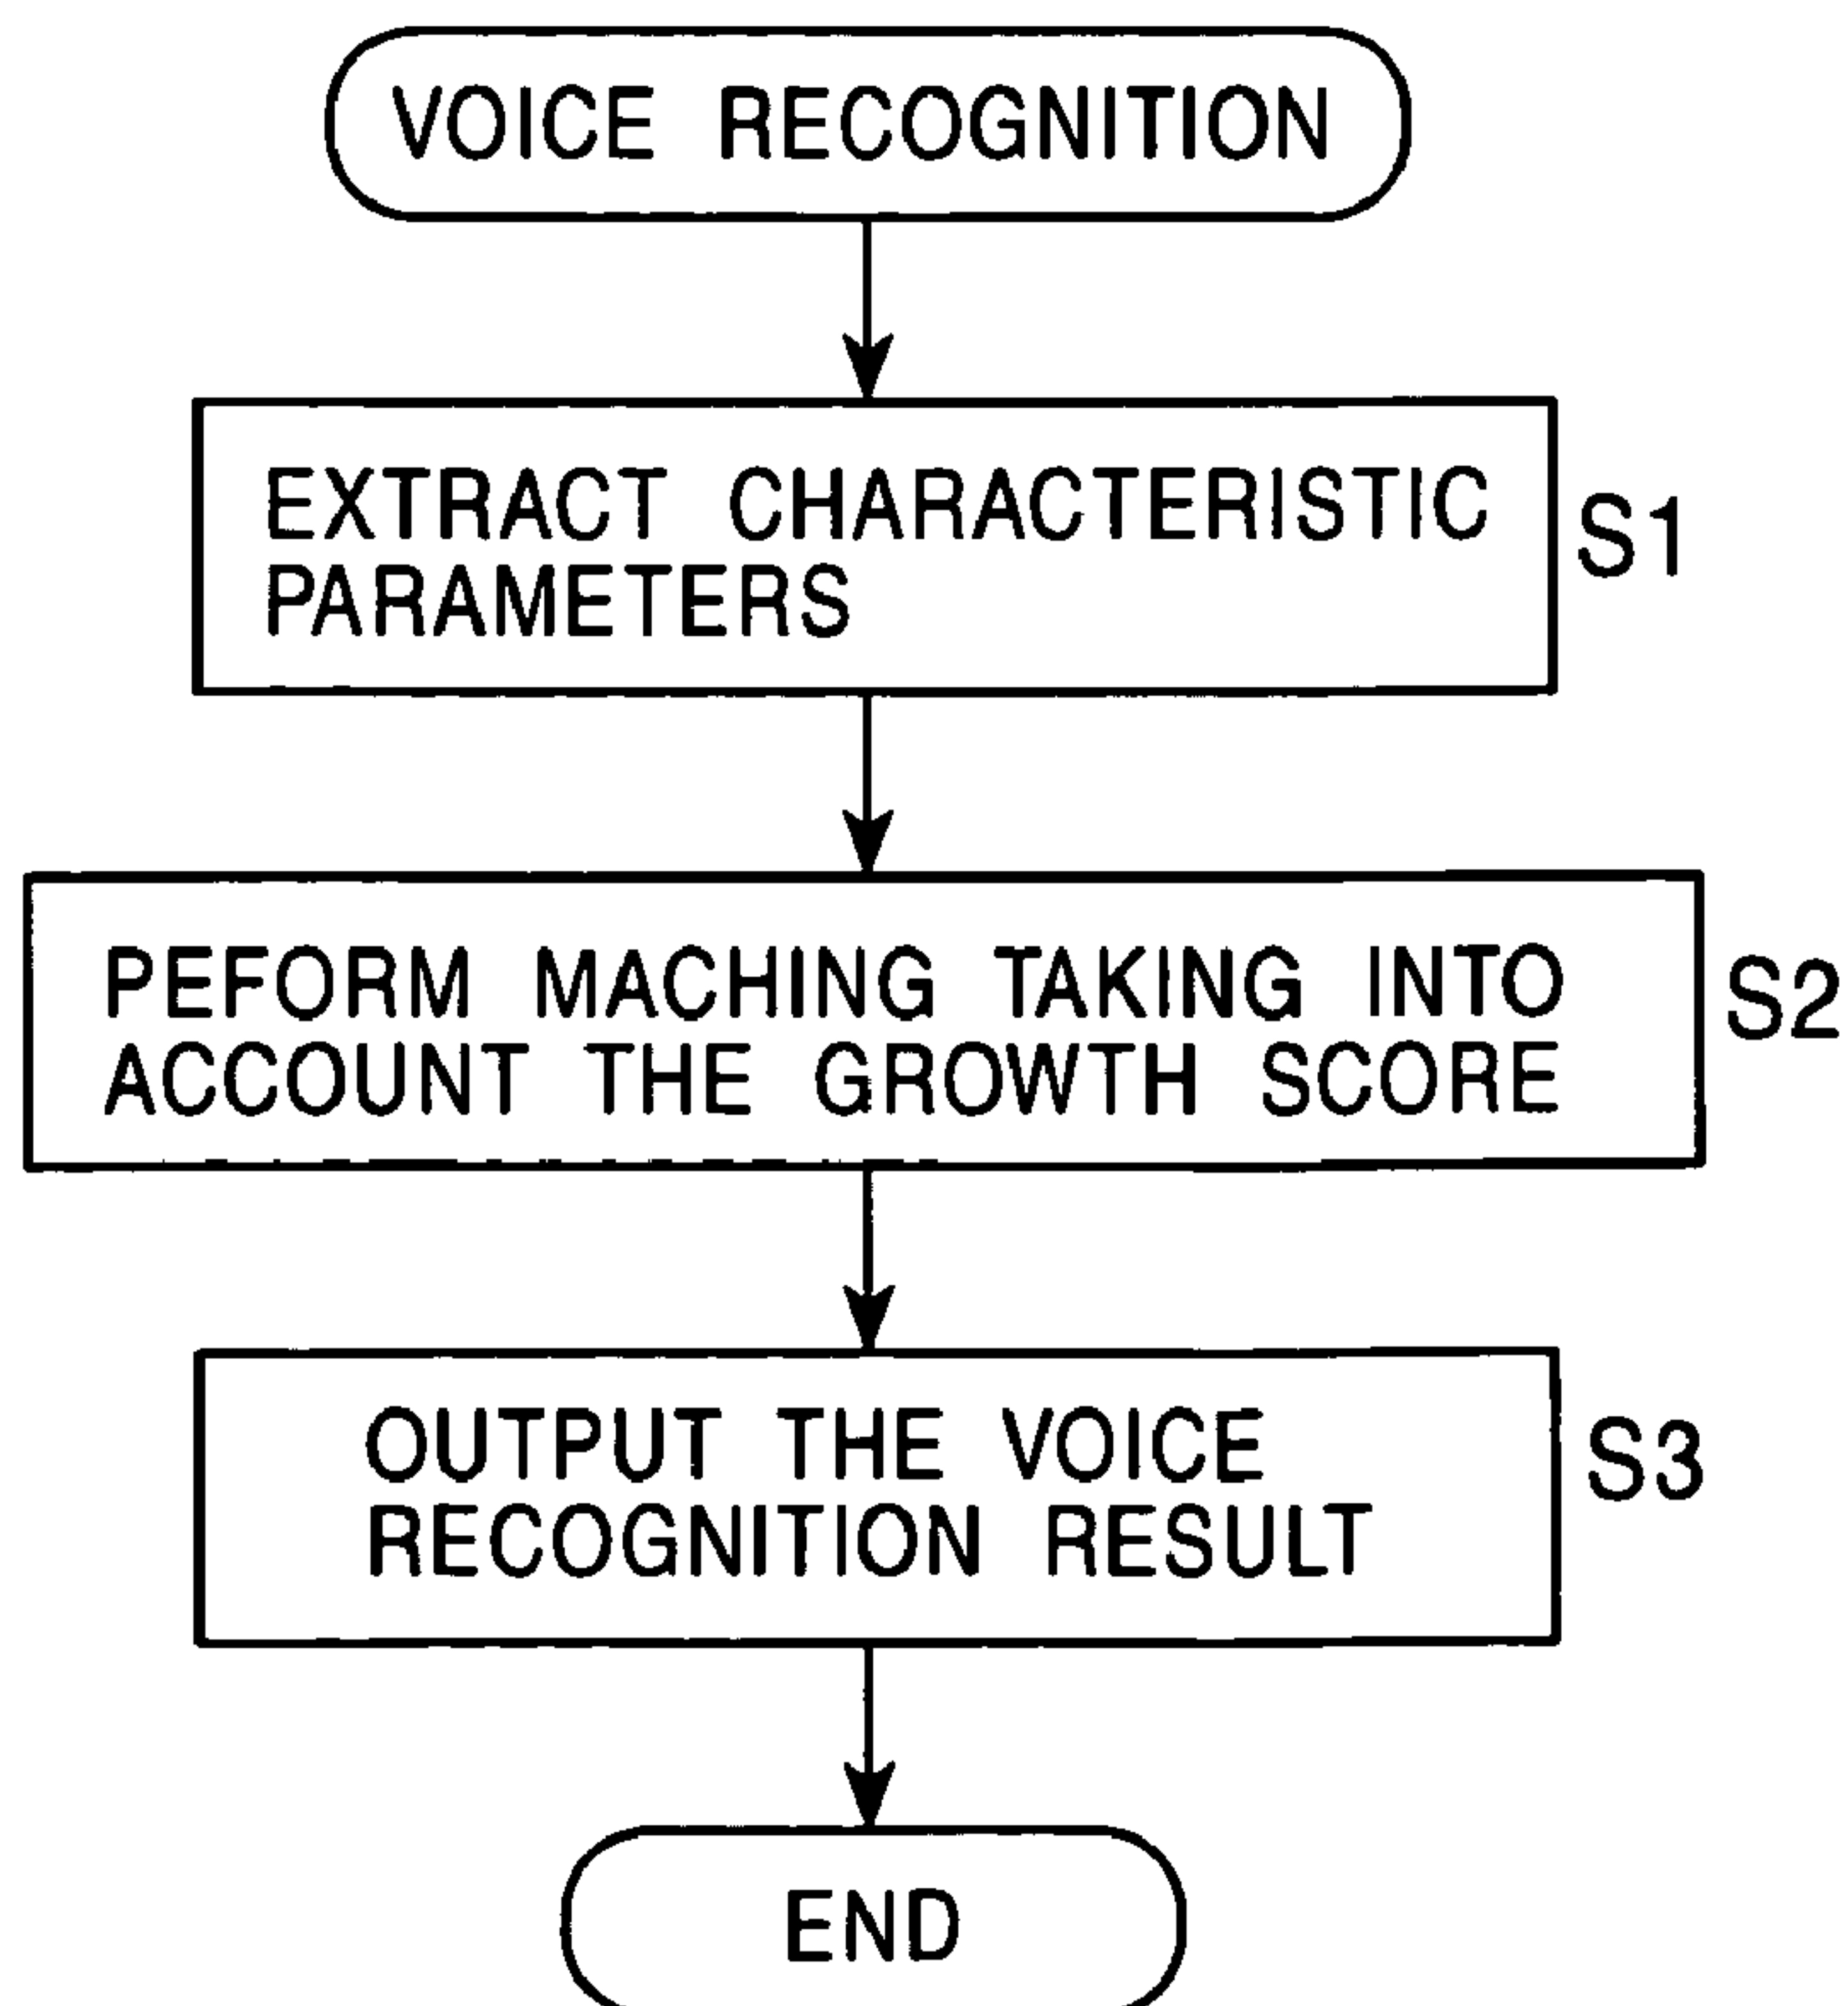 VOICE RECOGNITION
EXTRACT CHARACTERISTIC
PARAMETERS
S1
PEFORM MACHING TAKING INTO
ACCOUNT THE GROWTH SCORE
S2
OUTPUT THE VOICE
RECOGNITION RESULT
S3
END